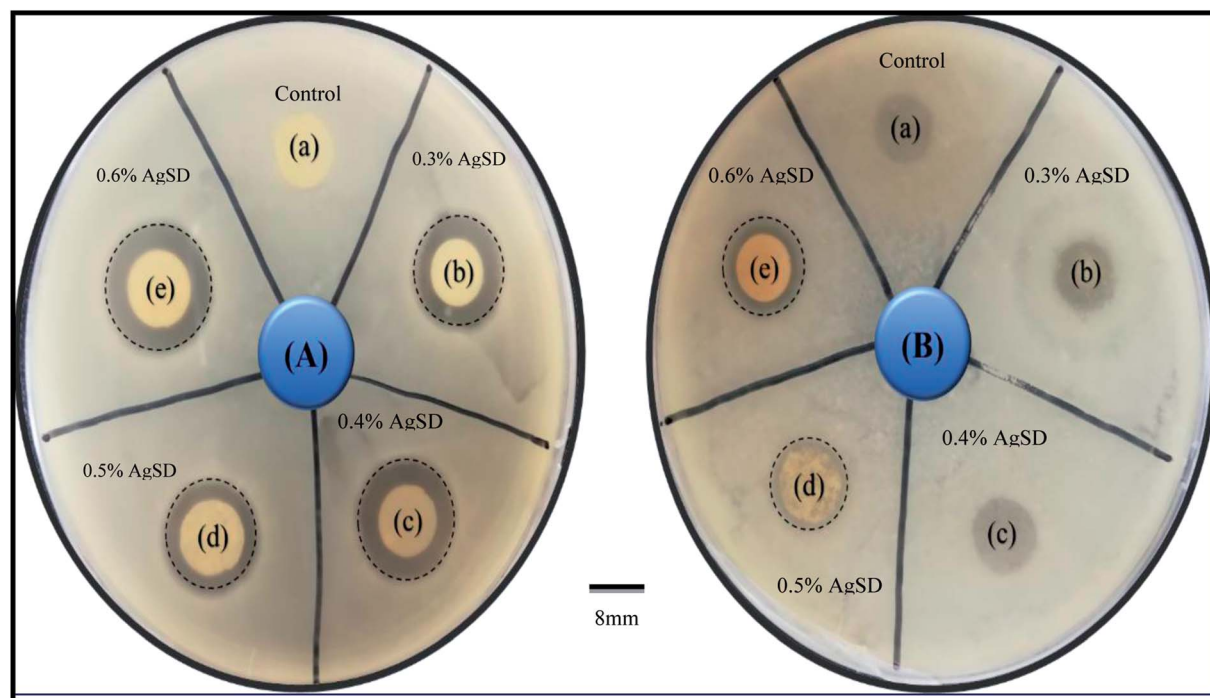 Control
(a)
0.6% AgSD
0.3% AgSD
(e)
(b)
(A)
0.5% AgSD
0.4% AgSD
(d)
(c)
Control
(a)
0.6% AgSD
0.3% AgSD
(e)
(b)
(B)
0.4% AgSD
(d)
(c)
0.5% AgSD
8mm